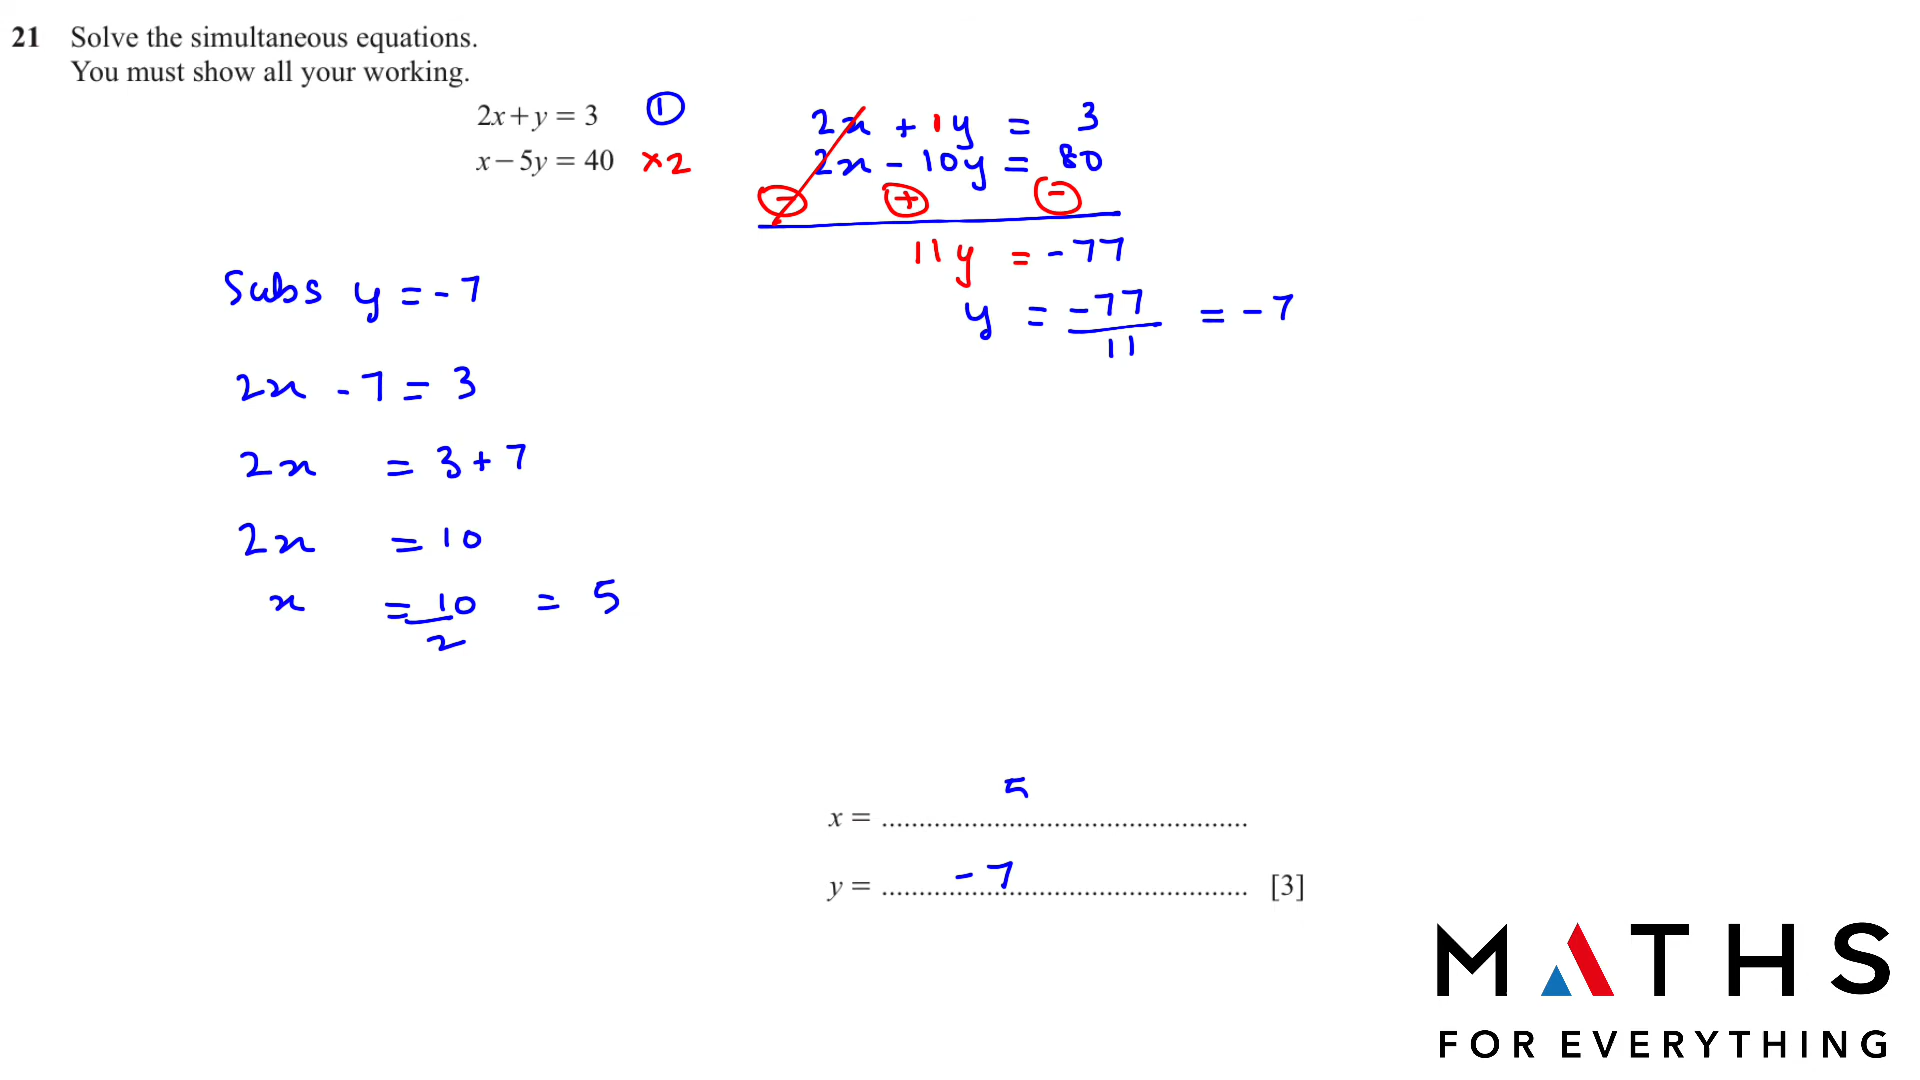 21 Solve the simultaneous equations.
You must show all your working.
2x + y = 3 ①
x − 5y = 40 ×2
2x + 1y = 3
2x - 10y = 80
- + -
11y = -77
y = -77/11 = -7
Subs y = -7
2x - 7 = 3
2x = 3 + 7
2x = 10
x = 10/2 = 5
x = 5
y = -7 [3]
MATHS
FOR EVERYTHING